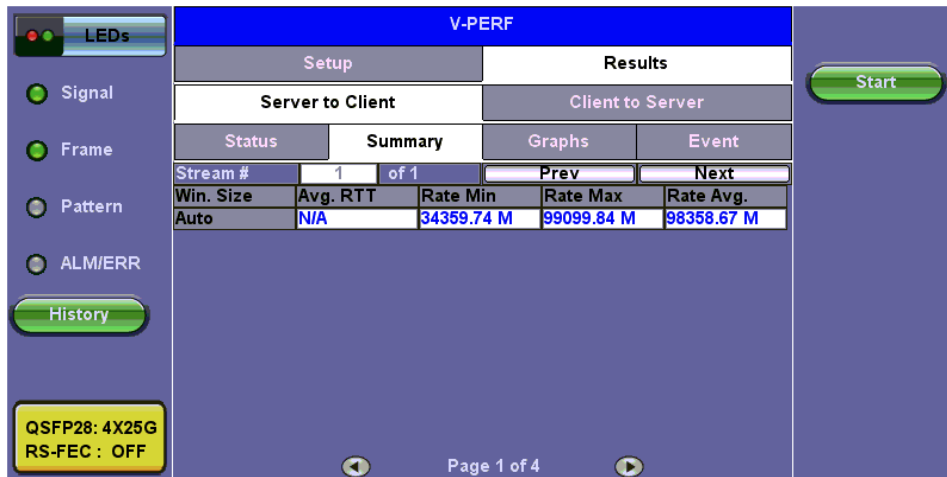 LEDs
Signal
Frame
Pattern
ALM/ERR
History
QSFP28: 4X25G
RS-FEC : OFF
V-PERF
Setup Results
Server to Client Client to Server
Status Summary Graphs Event
Stream # 1 of 1 Prev Next
Win. Size Avg. RTT Rate Min Rate Max Rate Avg.
Auto N/A 34359.74 M 99099.84 M 98358.67 M
Page 1 of 4
Start